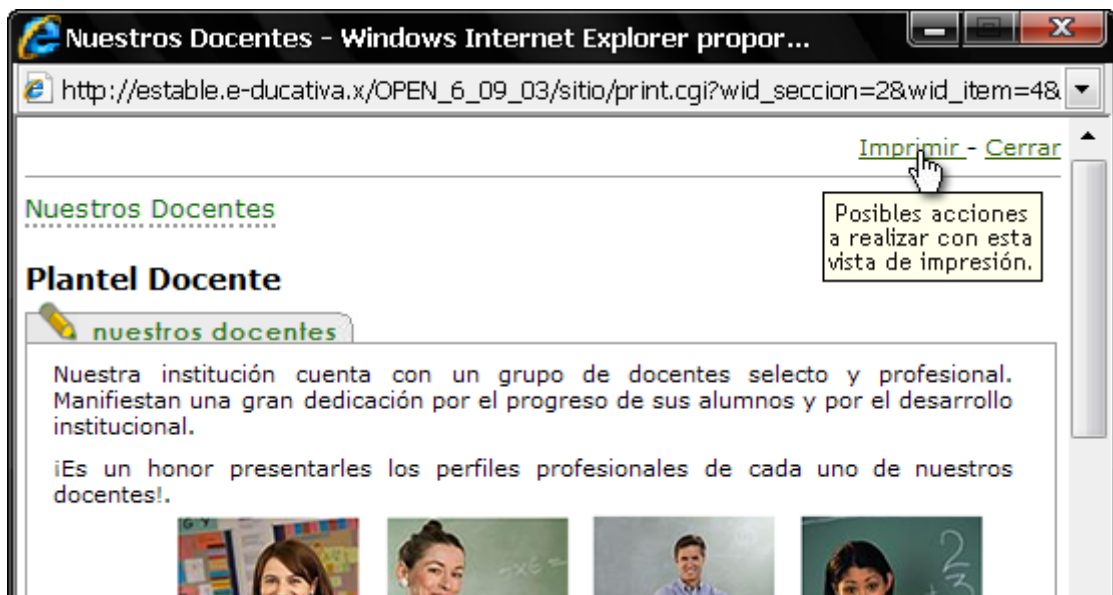 Nuestros Docentes - Windows Internet Explorer propor...
http://estable.e-ducativa.x/OPEN_6_09_03/sitio/print.cgi?wid_seccion=2&wid_item=4&
Imprimir - Cerrar
Nuestros Docentes
Posibles acciones
a realizar con esta
vista de impresión.
Plantel Docente
nuestros docentes
Nuestra institución cuenta con un grupo de docentes selecto y profesional.
Manifiestan una gran dedicación por el progreso de sus alumnos y por el desarrollo
institucional.
¡Es un honor presentarles los perfiles profesionales de cada uno de nuestros
docentes!.